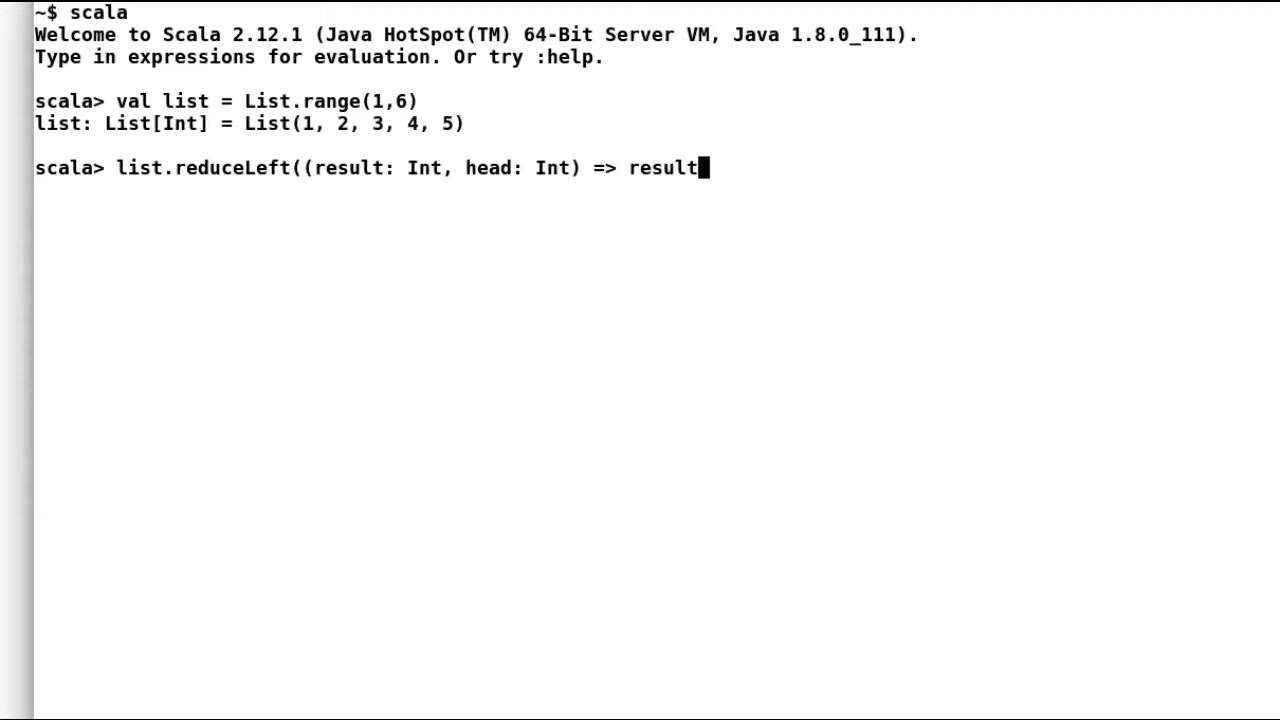 ~$ scala
Welcome to Scala 2.12.1 (Java HotSpot(TM) 64-Bit Server VM, Java 1.8.0_111).
Type in expressions for evaluation. Or try :help.
scala> val list = List.range(1,6)
list: List[Int] = List(1, 2, 3, 4, 5)
scala> list.reduceLeft((result: Int, head: Int) => result